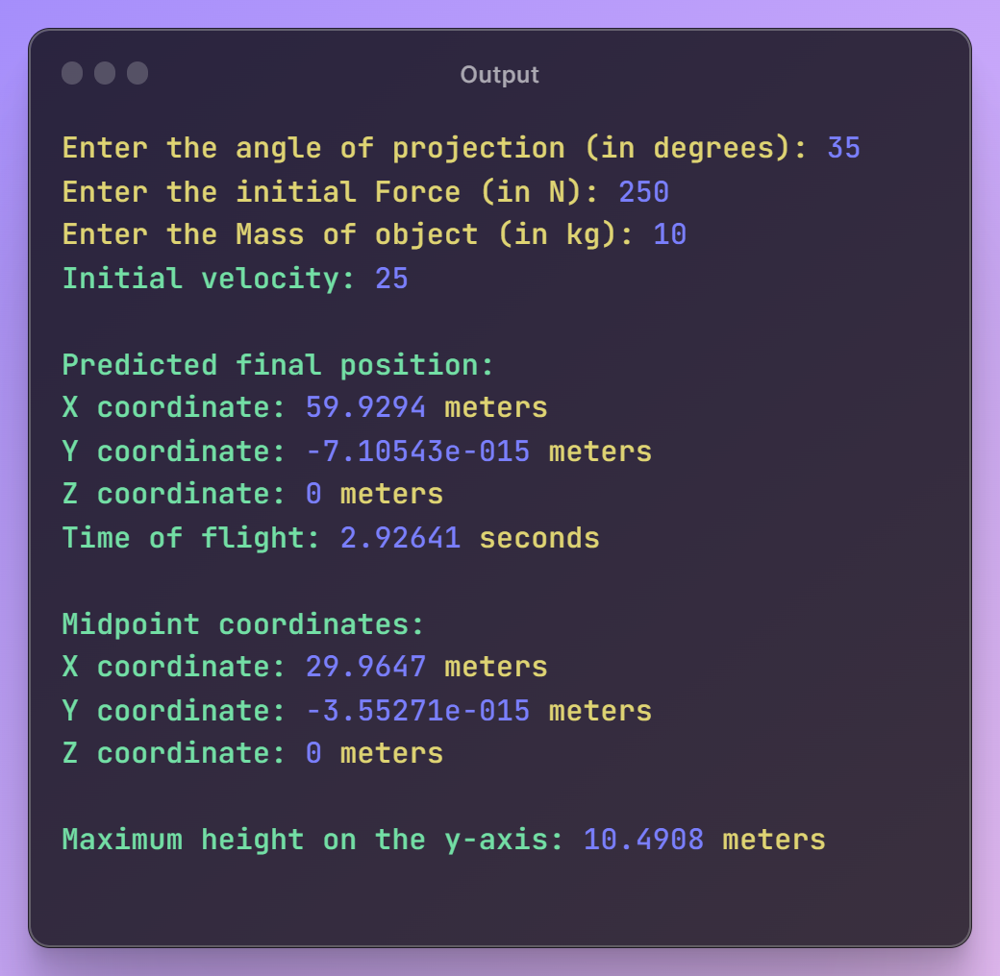 Output
Enter the angle of projection (in degrees): 35
Enter the initial Force (in N): 250
Enter the Mass of object (in kg): 10
Initial velocity: 25
Predicted final position:
X coordinate: 59.9294 meters
Y coordinate: -7.10543e-015 meters
Z coordinate: 0 meters
Time of flight: 2.92641 seconds
Midpoint coordinates:
X coordinate: 29.9647 meters
Y coordinate: -3.55271e-015 meters
Z coordinate: 0 meters
Maximum height on the y-axis: 10.4908 meters